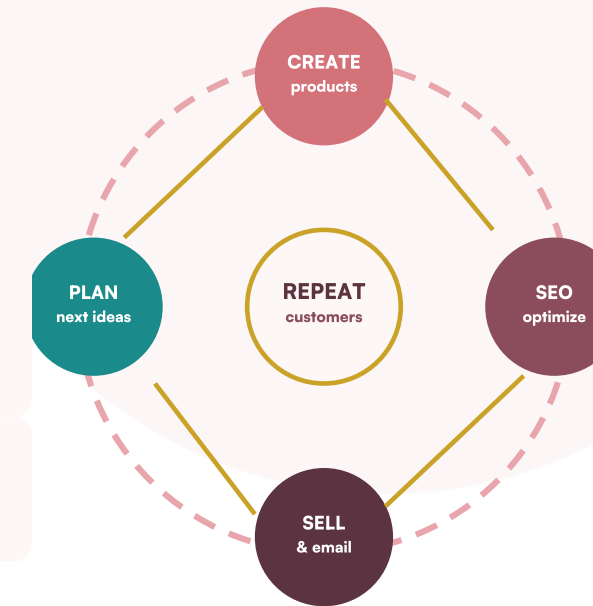 CREATE
products
PLAN
next ideas
REPEAT
customers
SEO
optimize
SELL
& email